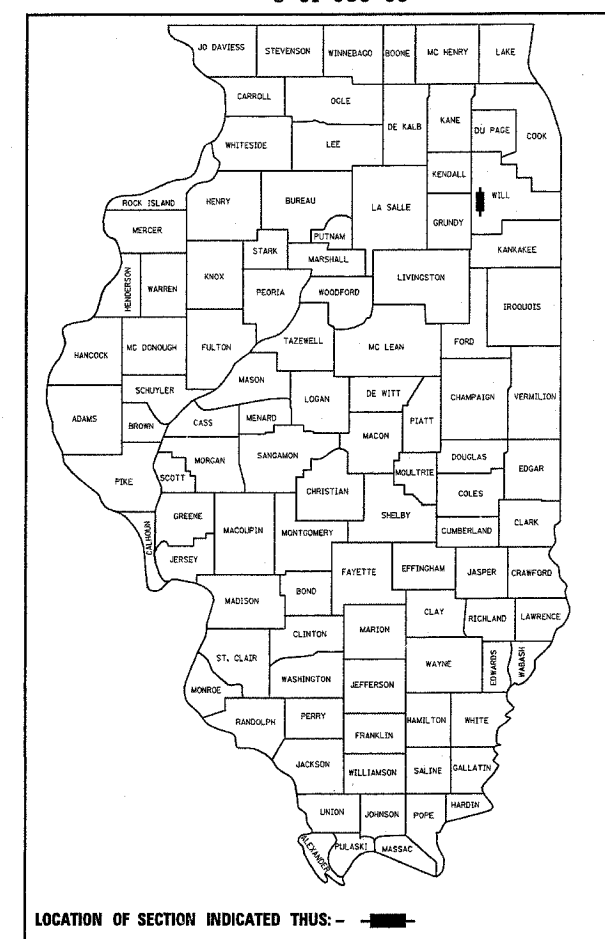 JO DAVIESS STEVENSON WINNEBAGO BOONE MC HENRY LAKE
CARROLL OGLE DE KALB KANE DU PAGE COOK
WHITESIDE LEE
KENDALL WILL
ROCK ISLAND HENRY BUREAU LA SALLE GRUNDY
MERCER PUTNAM
STARK MARSHALL KANKAKEE
HENDERSON WARREN KNOX PEORIA WOODFORD LIVINGSTON IROQUOIS
HANCOCK MC DONOUGH FULTON TAZEWELL MC LEAN FORD
MASON
SCHUYLER LOGAN DE WITT CHAMPAIGN VERMILION
ADAMS BROWN CASS MENARD MACON PIATT
PIKE SCOTT MORGAN SANGAMON MOULTRIE DOUGLAS EDGAR
CHRISTIAN COLES
CALHOUN GREENE MACOUPIN MONTGOMERY SHELBY CUMBERLAND CLARK
JERSEY
MADISON BOND FAYETTE EFFINGHAM JASPER CRAWFORD
CLINTON MARION CLAY RICHLAND LAWRENCE
ST. CLAIR WASHINGTON JEFFERSON WAYNE EDWARDS WABASH
MONROE
RANDOLPH PERRY FRANKLIN HAMILTON WHITE
JACKSON WILLIAMSON SALINE GALLATIN
UNION JOHNSON POPE HARDIN
ALEXANDER PULASKI MASSAC
LOCATION OF SECTION INDICATED THUS: -